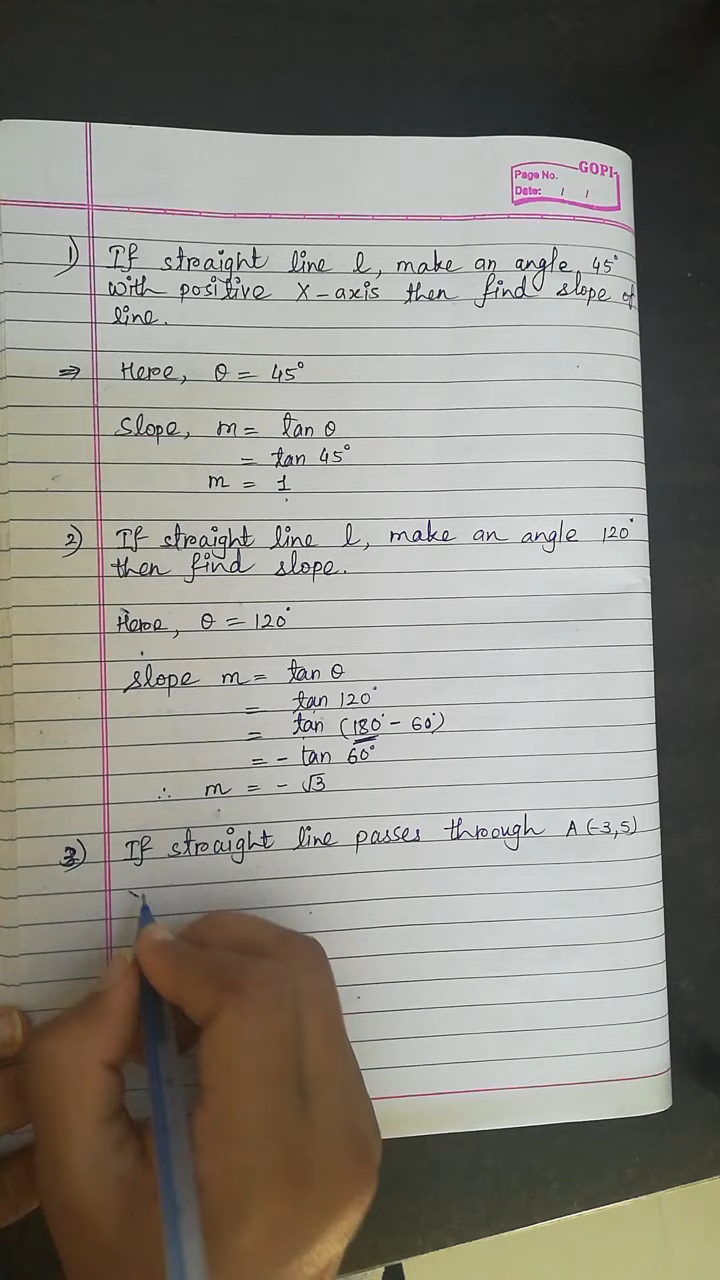 GOPI
Page No.
Date: / /
1) If straight line l, make an angle 45°
with positive X-axis then find slope of
line.
⇒ Here, θ = 45°
Slope, m = tan θ
= tan 45°
m = 1
2) If straight line l, make an angle 120°
then find slope.
Here, θ = 120°
slope m = tan θ
= tan 120°
= tan (180° - 60°)
= - tan 60°
∴ m = - √3
3) If straight line passes through A (-3,5)